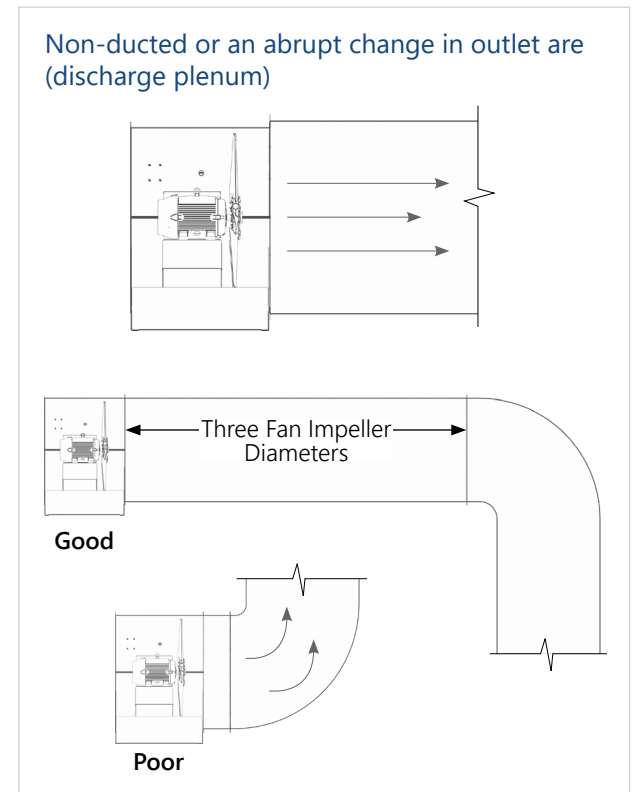 Non-ducted or an abrupt change in outlet are
(discharge plenum)
Three Fan Impeller
Diameters
Good
Poor